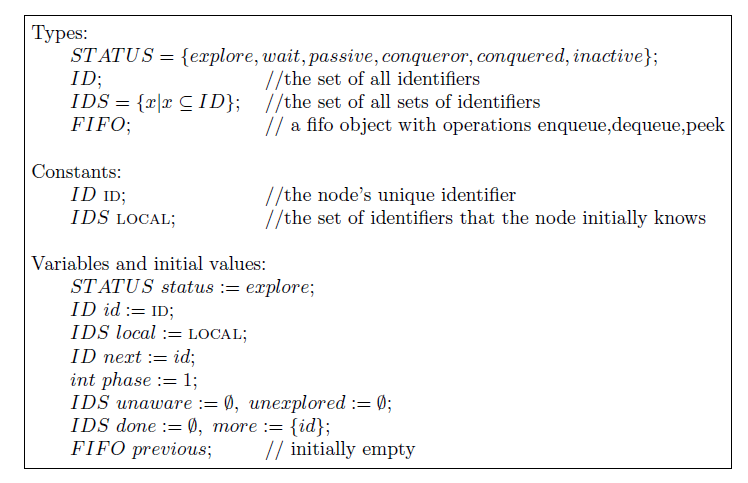 Types:
STATUS = {explore, wait, passive, conqueror, conquered, inactive};
ID; //the set of all identifiers
IDS = {x|x ⊆ ID}; //the set of all sets of identifiers
FIFO; // a fifo object with operations enqueue,dequeue,peek
Constants:
ID ID; //the node's unique identifier
IDS LOCAL; //the set of identifiers that the node initially knows
Variables and initial values:
STATUS status := explore;
ID id := ID;
IDS local := LOCAL;
ID next := id;
int phase := 1;
IDS unaware := ∅, unexplored := ∅;
IDS done := ∅, more := {id};
FIFO previous; // initially empty